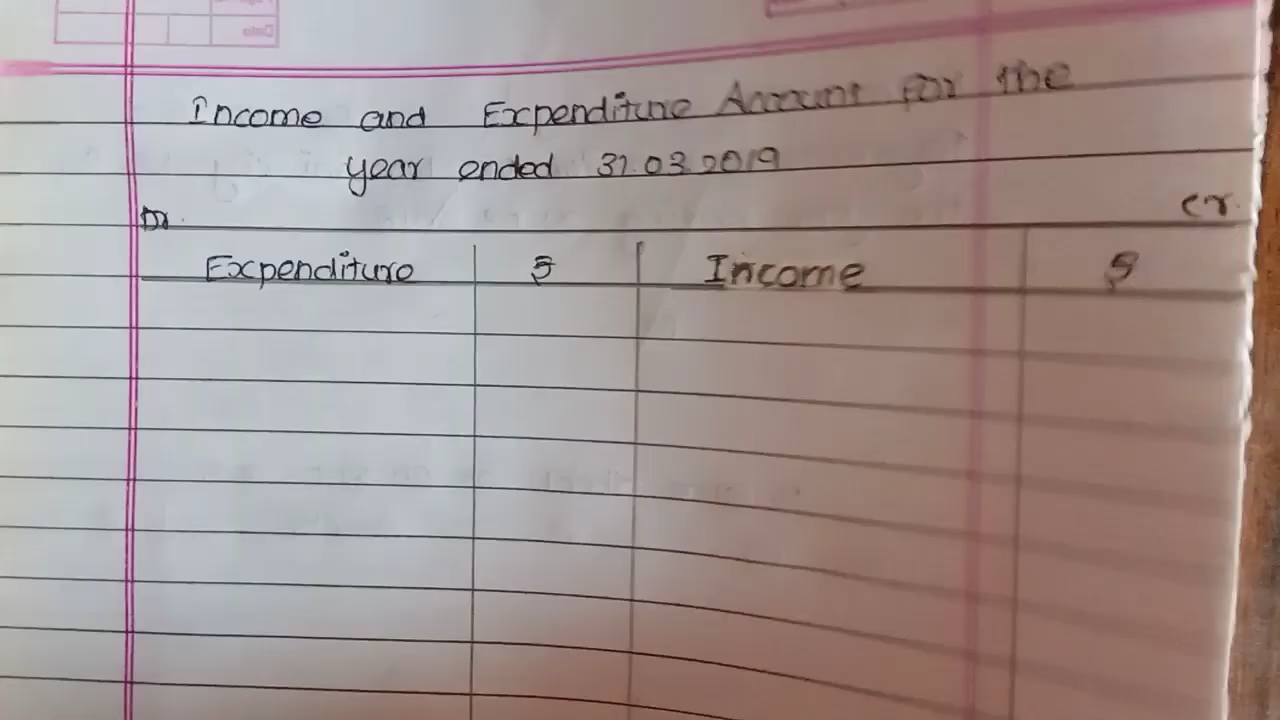 Income and Expenditure Account for the
year ended 31.03.2019
Dr. Cr.
Expenditure ₹ Income ₹